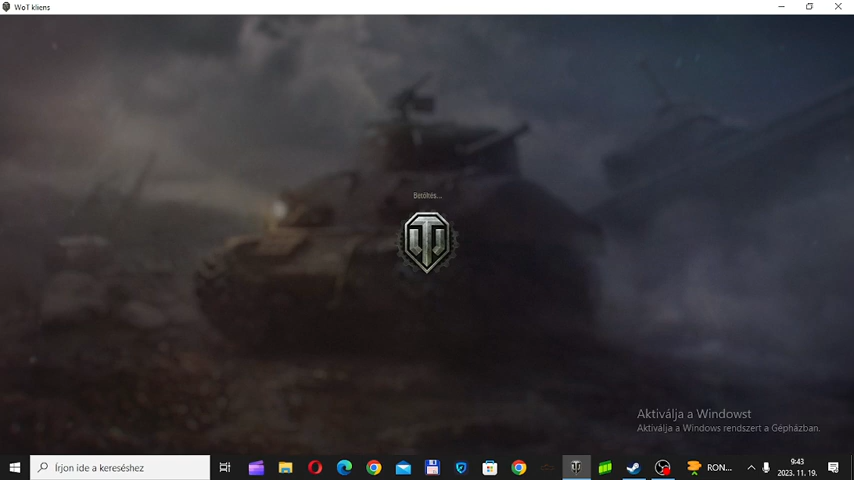 WoT kliens
Betöltés...
Aktiválja a Windowst
Aktiválja a Windows rendszert a Gépházban.
Írjon ide a kereséshez
RON...
9:43
2023. 11. 19.